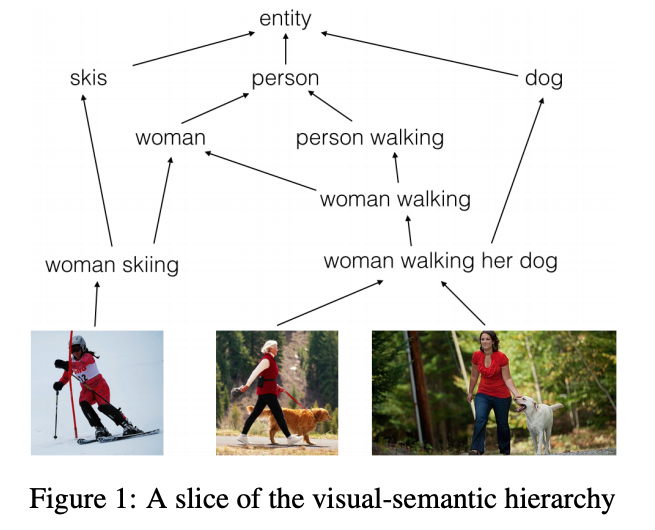 entity
skis person dog
woman person walking
woman walking
woman skiing woman walking her dog
Figure 1: A slice of the visual-semantic hierarchy